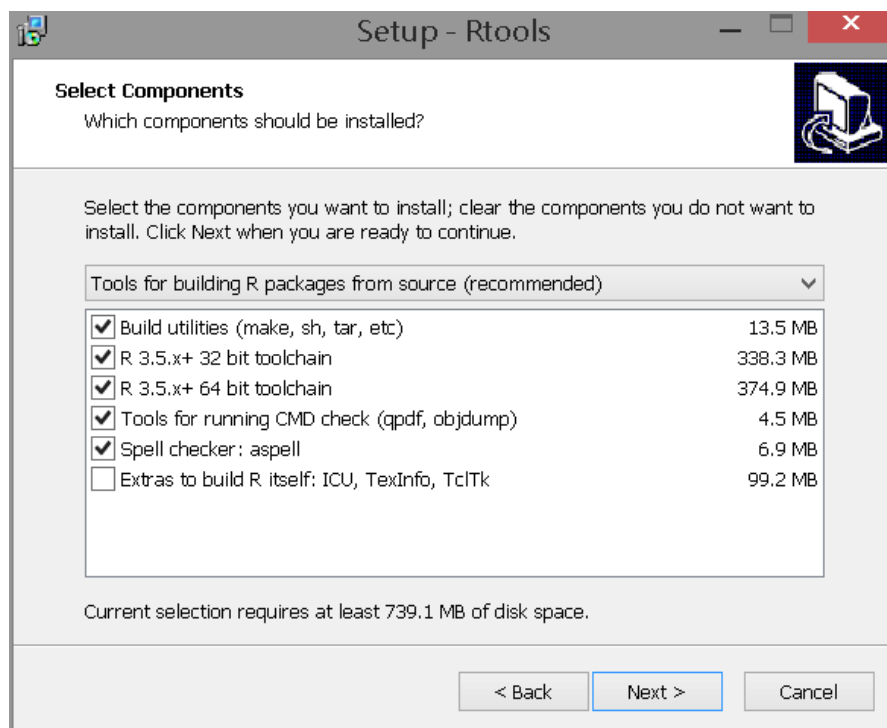 Setup - Rtools
Select Components
Which components should be installed?
Select the components you want to install; clear the components you do not want to
install. Click Next when you are ready to continue.
Tools for building R packages from source (recommended)
Build utilities (make, sh, tar, etc) 13.5 MB
R 3.5.x+ 32 bit toolchain 338.3 MB
R 3.5.x+ 64 bit toolchain 374.9 MB
Tools for running CMD check (qpdf, objdump) 4.5 MB
Spell checker: aspell 6.9 MB
Extras to build R itself: ICU, TexInfo, TclTk 99.2 MB
Current selection requires at least 739.1 MB of disk space.
< Back Next > Cancel